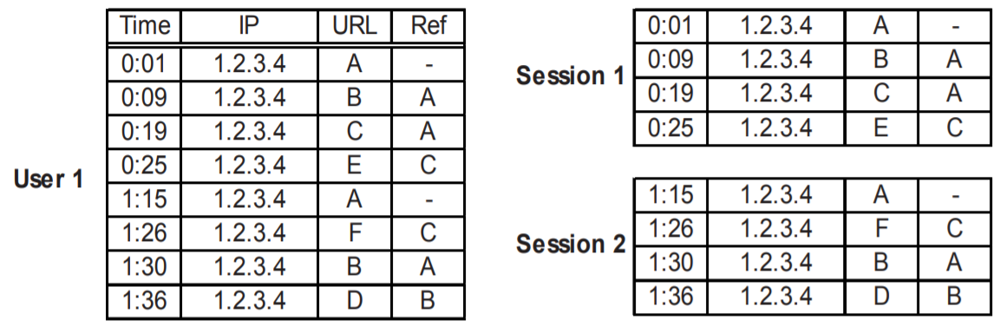 Time IP URL Ref
0:01 1.2.3.4 A -
0:09 1.2.3.4 B A
0:19 1.2.3.4 C A
0:25 1.2.3.4 E C
User 1
1:15 1.2.3.4 A -
1:26 1.2.3.4 F C
1:30 1.2.3.4 B A
1:36 1.2.3.4 D B
0:01 1.2.3.4 A -
Session 1
0:09 1.2.3.4 B A
0:19 1.2.3.4 C A
0:25 1.2.3.4 E C
1:15 1.2.3.4 A -
1:26 1.2.3.4 F C
Session 2
1:30 1.2.3.4 B A
1:36 1.2.3.4 D B